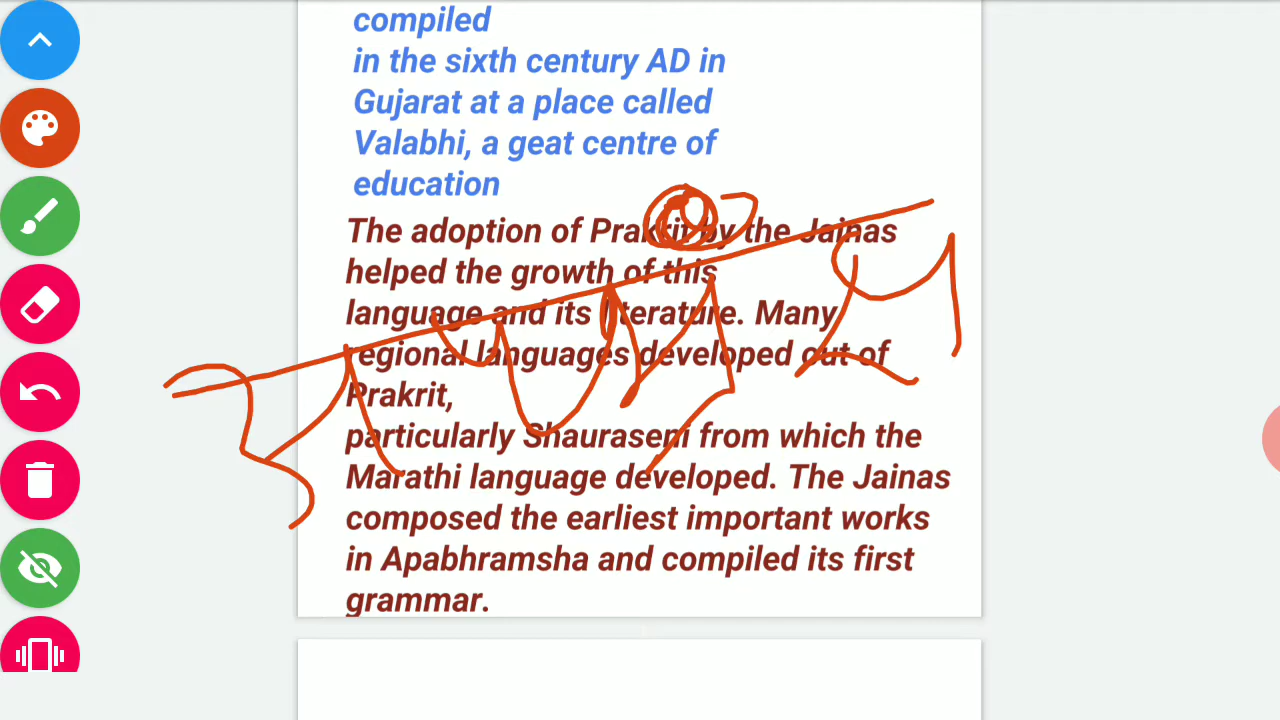 compiled
in the sixth century AD in
Gujarat at a place called
Valabhi, a geat centre of
education
The adoption of Prakrit by the Jainas
helped the growth of this
language and its literature. Many
regional languages developed out of
Prakrit,
particularly Shauraseni from which the
Marathi language developed. The Jainas
composed the earliest important works
in Apabhramsha and compiled its first
grammar.